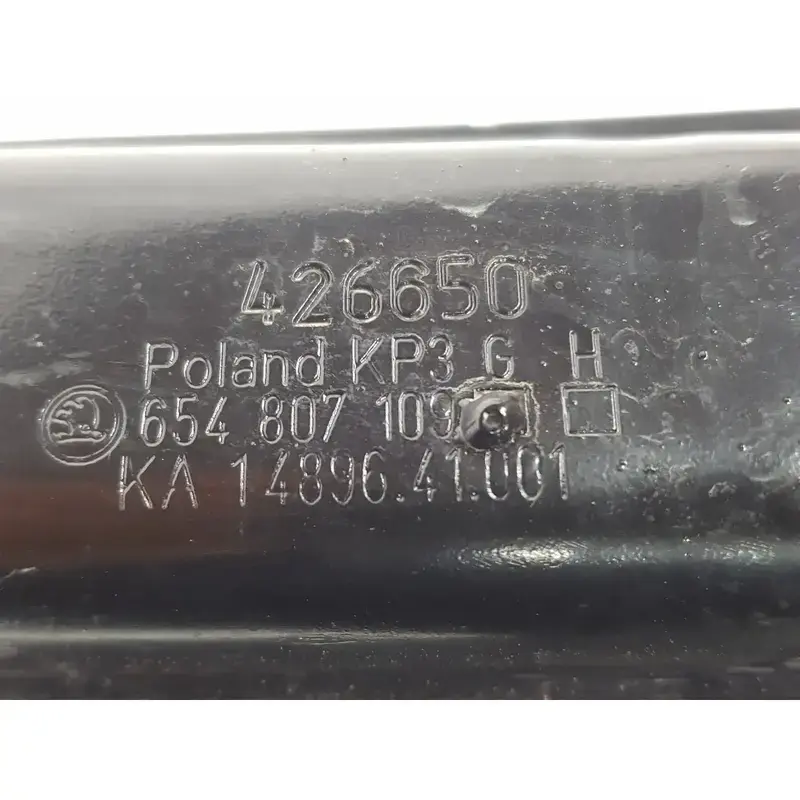 426650
Poland KP3 G H
654 807 109
KA 14896.41.001